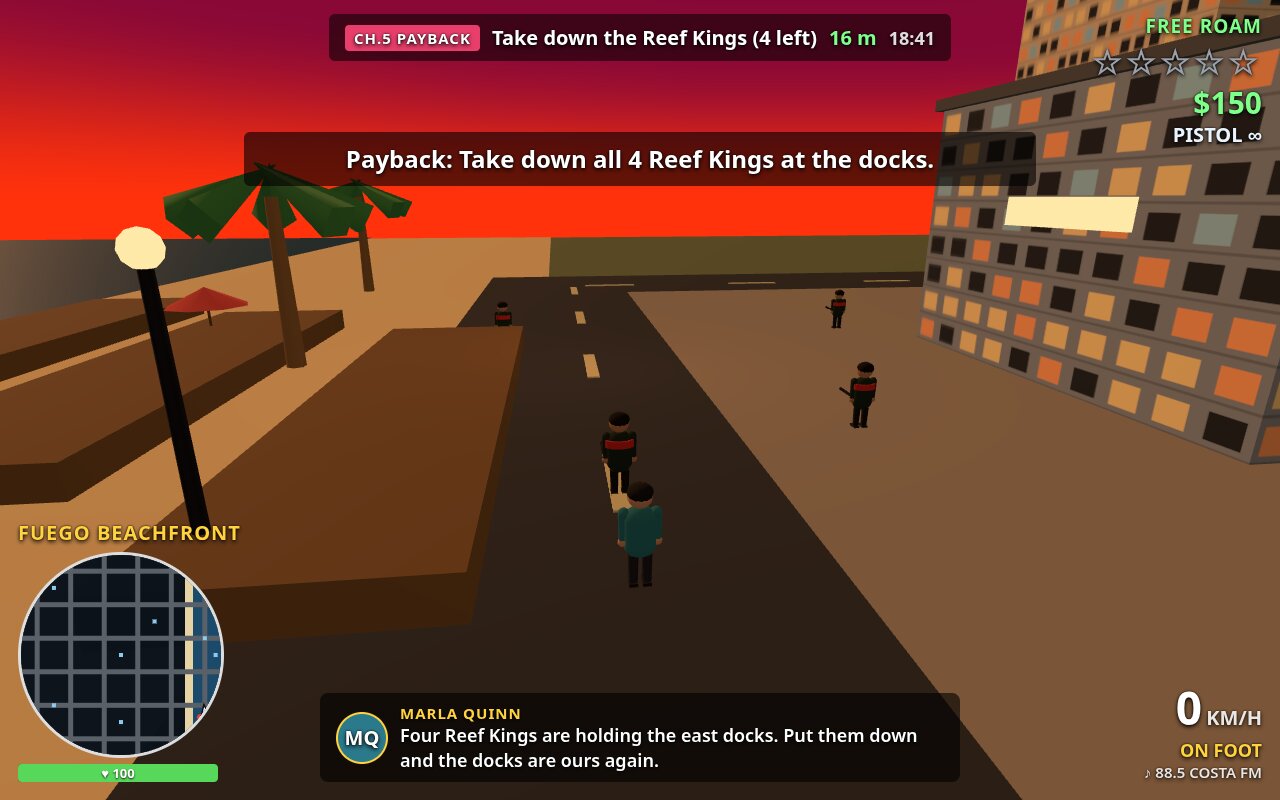 CH.5 PAYBACK Take down the Reef Kings (4 left) 16 m 18:41
FREE ROAM
$150
PISTOL ∞
Payback: Take down all 4 Reef Kings at the docks.
FUEGO BEACHFRONT
♥ 100
MQ
MARLA QUINN
Four Reef Kings are holding the east docks. Put them down
and the docks are ours again.
0 KM/H
ON FOOT
♪ 88.5 COSTA FM